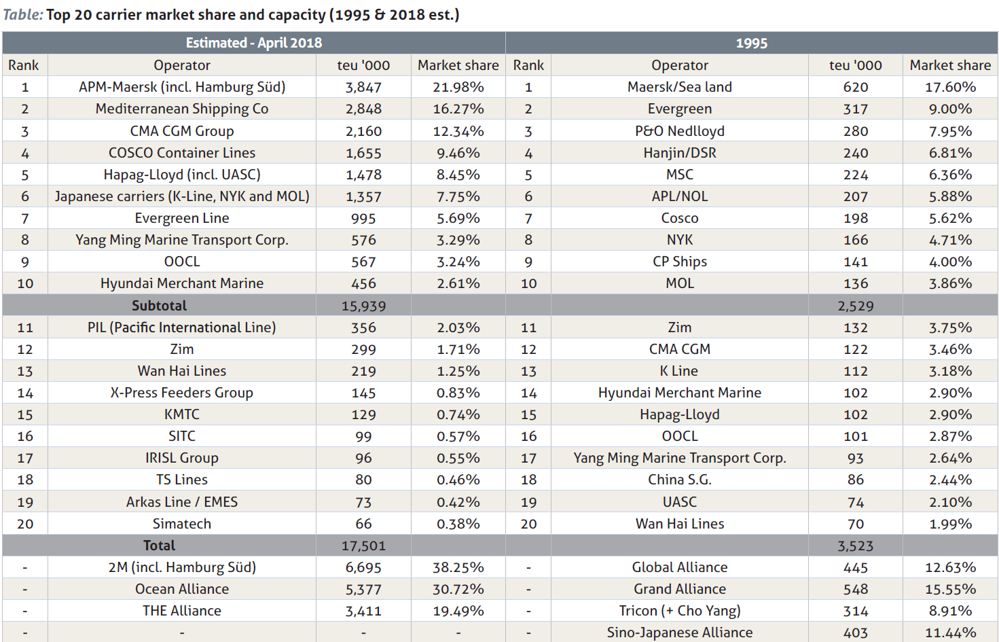 Table: Top 20 carrier market share and capacity (1995 & 2018 est.)
Estimated - April 2018 1995
Rank Operator teu '000 Market share Rank Operator teu '000 Market share
1 APM-Maersk (incl. Hamburg Süd) 3,847 21.98% 1 Maersk/Sea land 620 17.60%
2 Mediterranean Shipping Co 2,848 16.27% 2 Evergreen 317 9.00%
3 CMA CGM Group 2,160 12.34% 3 P&O Nedlloyd 280 7.95%
4 COSCO Container Lines 1,655 9.46% 4 Hanjin/DSR 240 6.81%
5 Hapag-Lloyd (incl. UASC) 1,478 8.45% 5 MSC 224 6.36%
6 Japanese carriers (K-Line, NYK and MOL) 1,357 7.75% 6 APL/NOL 207 5.88%
7 Evergreen Line 995 5.69% 7 Cosco 198 5.62%
8 Yang Ming Marine Transport Corp. 576 3.29% 8 NYK 166 4.71%
9 OOCL 567 3.24% 9 CP Ships 141 4.00%
10 Hyundai Merchant Marine 456 2.61% 10 MOL 136 3.86%
Subtotal 15,939 2,529
11 PIL (Pacific International Line) 356 2.03% 11 Zim 132 3.75%
12 Zim 299 1.71% 12 CMA CGM 122 3.46%
13 Wan Hai Lines 219 1.25% 13 K Line 112 3.18%
14 X-Press Feeders Group 145 0.83% 14 Hyundai Merchant Marine 102 2.90%
15 KMTC 129 0.74% 15 Hapag-Lloyd 102 2.90%
16 SITC 99 0.57% 16 OOCL 101 2.87%
17 IRISL Group 96 0.55% 17 Yang Ming Marine Transport Corp. 93 2.64%
18 TS Lines 80 0.46% 18 China S.G. 86 2.44%
19 Arkas Line / EMES 73 0.42% 19 UASC 74 2.10%
20 Simatech 66 0.38% 20 Wan Hai Lines 70 1.99%
Total 17,501 3,523
- 2M (incl. Hamburg Süd) 6,695 38.25% - Global Alliance 445 12.63%
- Ocean Alliance 5,377 30.72% - Grand Alliance 548 15.55%
- THE Alliance 3,411 19.49% - Tricon (+ Cho Yang) 314 8.91%
- - - - - Sino-Japanese Alliance 403 11.44%